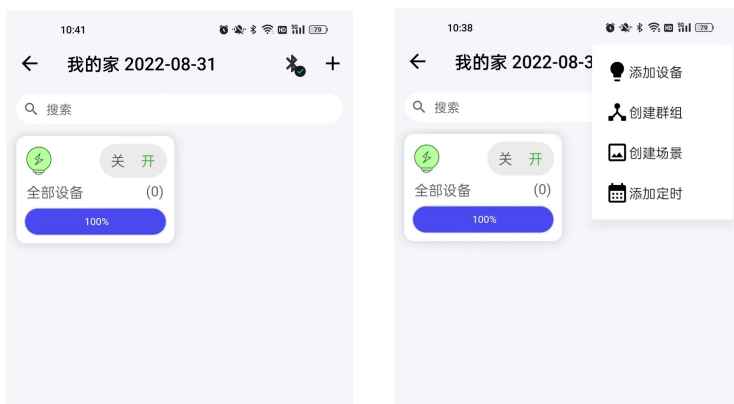 10:41
79
我的家 2022-08-31
搜索
关 开
全部设备 (0)
100%
10:38
79
我的家 2022-08-3
搜索
关 开
全部设备 (0)
100%
添加设备
创建群组
创建场景
添加定时